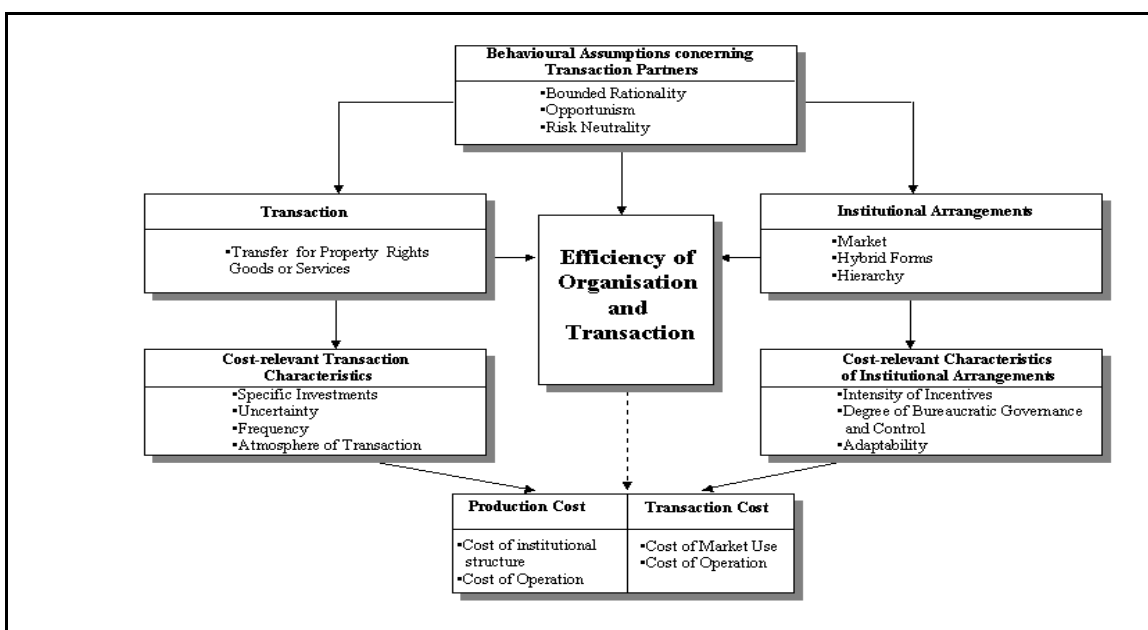 Behavioural Assumptions concerning
Transaction Partners
▪Bounded Rationality
▪Opportunism
▪Risk Neutrality
Transaction
▪Transfer for Property Rights
Goods or Services
Efficiency of
Organisation
and
Transaction
Institutional Arrangements
▪Market
▪Hybrid Forms
▪Hierarchy
Cost-relevant Transaction
Characteristics
▪Specific Investments
▪Uncertainty
▪Frequency
▪Atmosphere of Transaction
Cost-relevant Characteristics
of Institutional Arrangements
▪Intensity of Incentives
▪Degree of Bureaucratic Governance
and Control
▪Adaptability
Production Cost
▪Cost of institutional
structure
▪Cost of Operation
Transaction Cost
▪Cost of Market Use
▪Cost of Operation